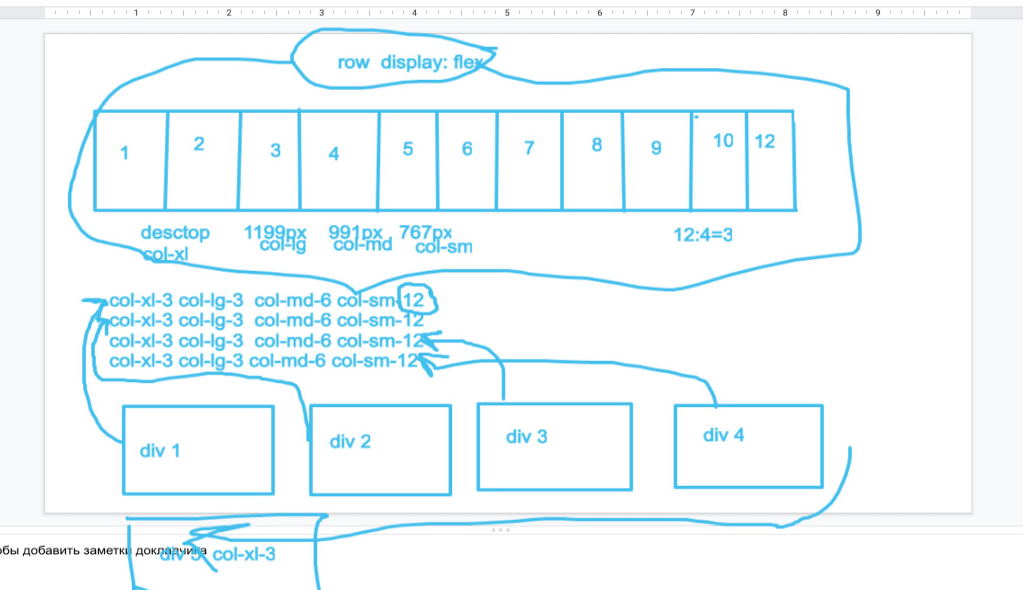 1 2 3 4 5 6 7 8 9
row display: flex
1 2 3 4 5 6 7 8 9 10 12
desctop 1199px 991px 767px 12:4=3
col-xl col-lg col-md col-sm
col-xl-3 col-lg-3 col-md-6 col-sm-12
col-xl-3 col-lg-3 col-md-6 col-sm-12
col-xl-3 col-lg-3 col-md-6 col-sm-12
col-xl-3 col-lg-3 col-md-6 col-sm-12
div 1 div 2 div 3 div 4
обы добавить заметки докладчика
div 5 col-xl-3